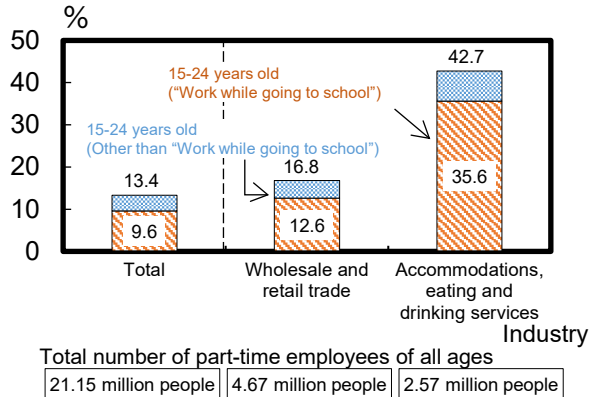 %
50
40
30
20
10
0
15-24 years old
(“Work while going to school”)
15-24 years old
(Other than “Work while going to school”)
13.4
9.6
16.8
12.6
42.7
35.6
Total
Wholesale and
retail trade
Accommodations,
eating and
drinking services
Industry
Total number of part-time employees of all ages
21.15 million people
4.67 million people
2.57 million people